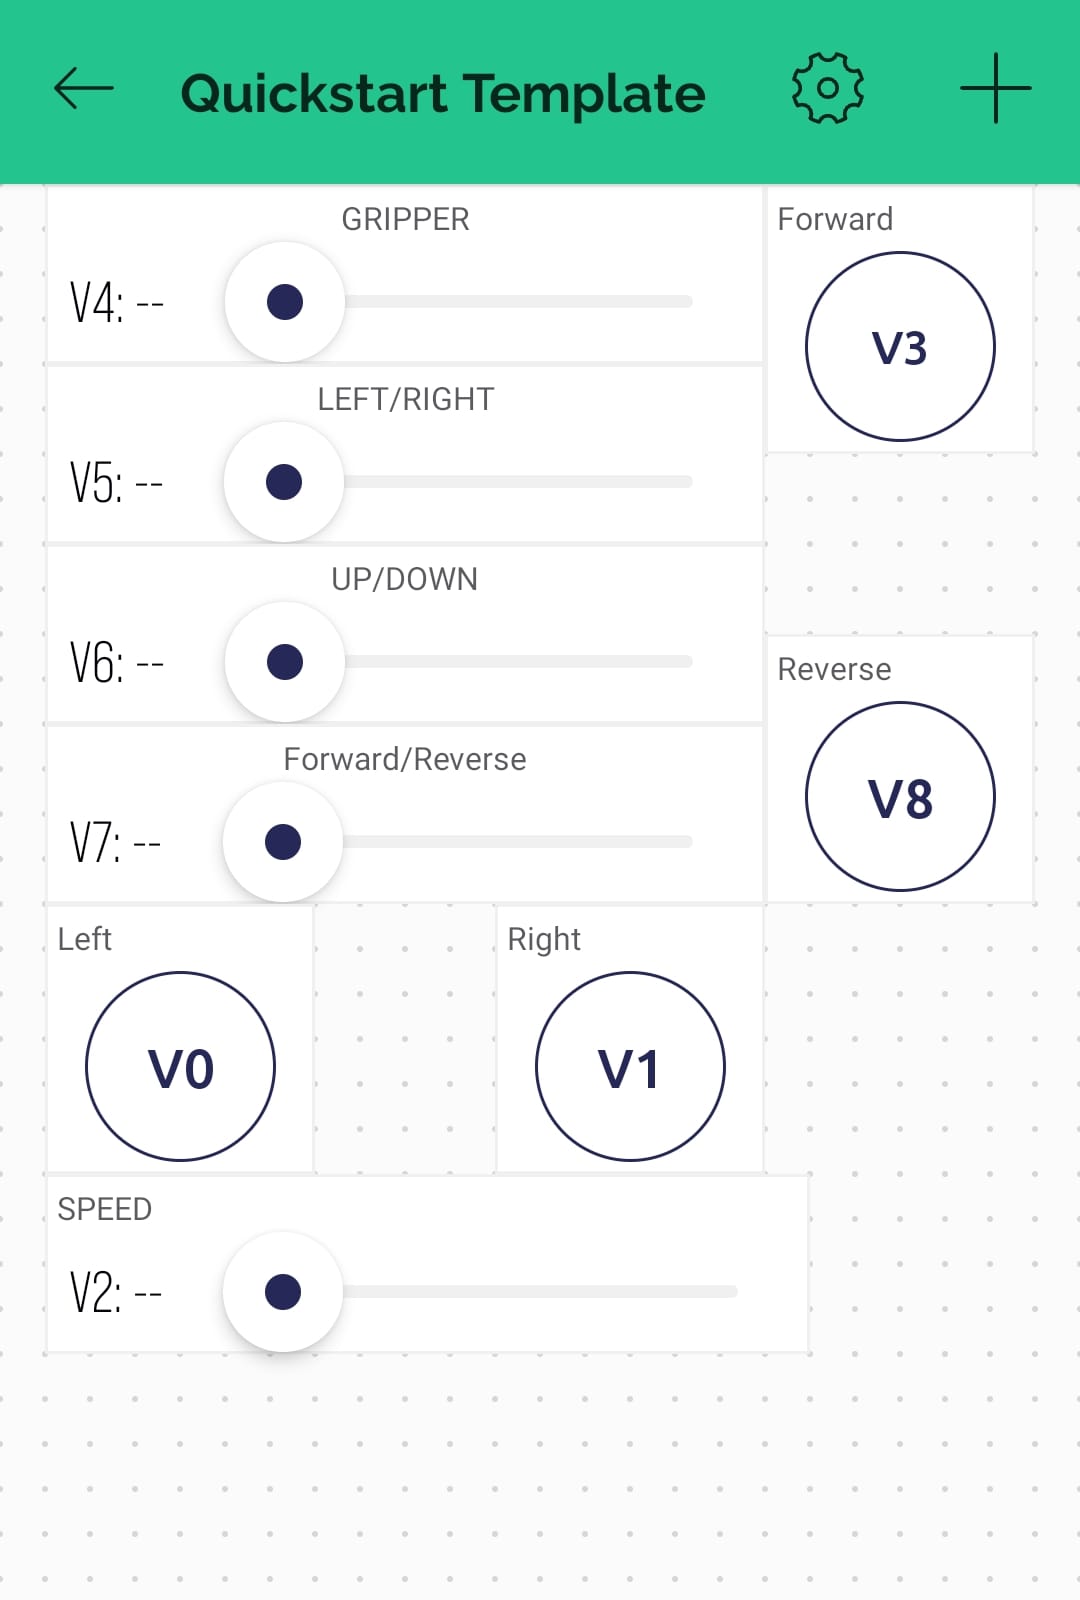 Quickstart Template
GRIPPER
V4: --
Forward
V3
LEFT/RIGHT
V5: --
UP/DOWN
V6: --
Reverse
V8
Forward/Reverse
V7: --
Left
V0
Right
V1
SPEED
V2: --